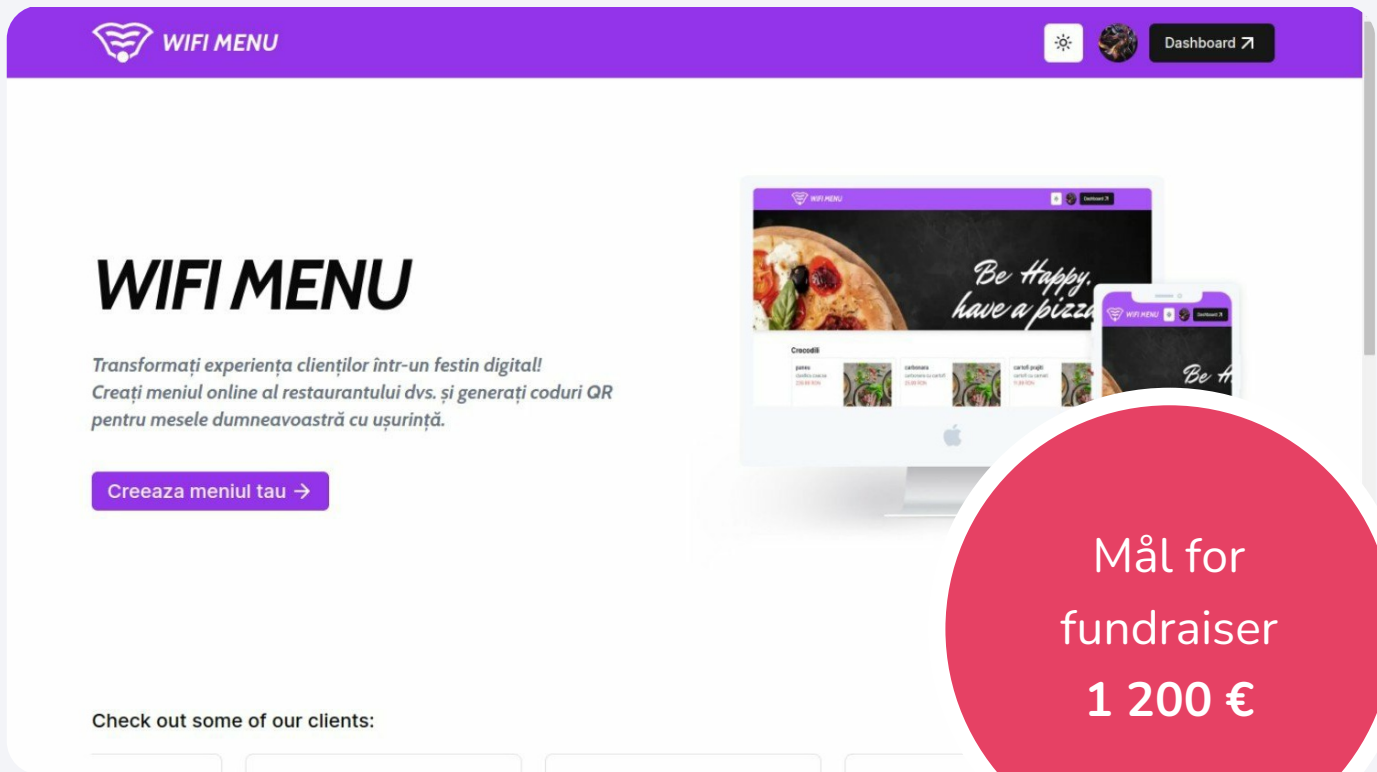 WIFI MENU
Dashboard
WIFI MENU
Transformați experiența clienților într-un festin digital!
Creați meniul online al restaurantului dvs. și generați coduri QR
pentru mesele dumneavoastră cu ușurință.
Creeaza meniul tau →
WIFI MENU
Dashboard
Be Happy.
have a pizza
Crocodili
panou
carbonara
cartofi prajiti
WIFI MENU
Dashboard
Be H
Mål for
fundraiser
1 200 €
Check out some of our clients: